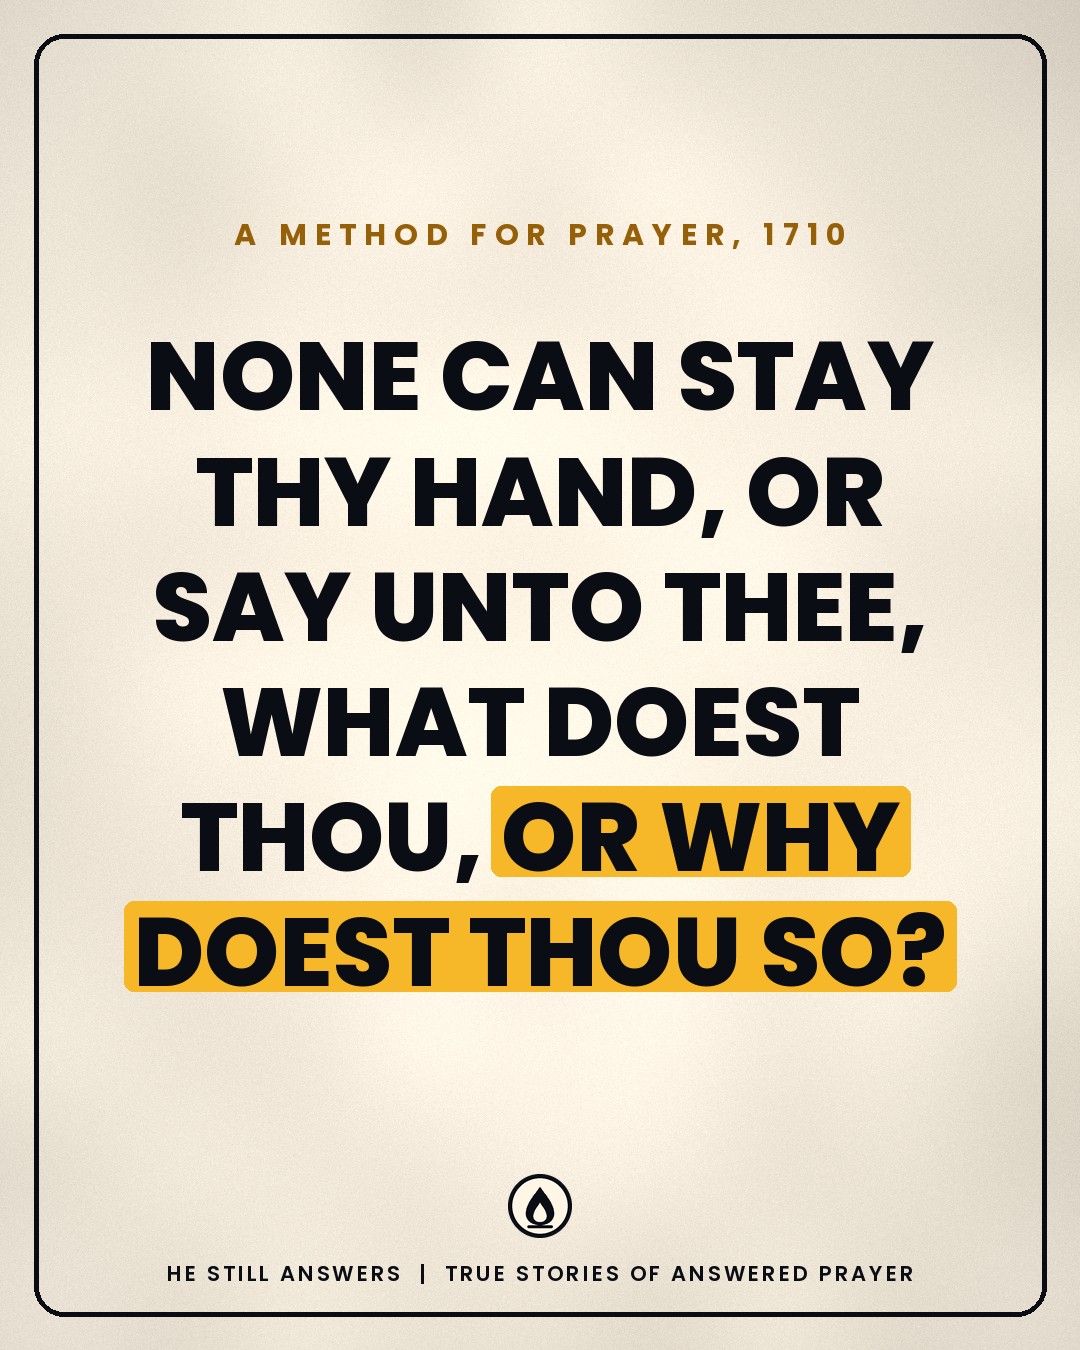 A METHOD FOR PRAYER, 1710
NONE CAN STAY
THY HAND, OR
SAY UNTO THEE,
WHAT DOEST
THOU, OR WHY
DOEST THOU SO?
HE STILL ANSWERS | TRUE STORIES OF ANSWERED PRAYER